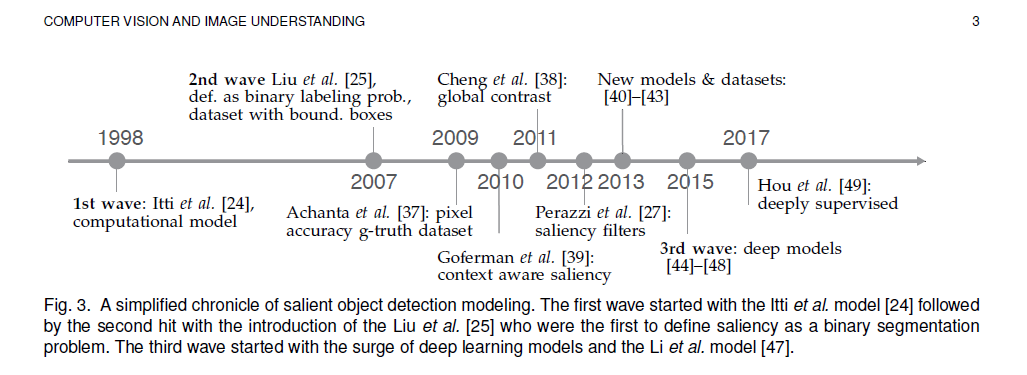 COMPUTER VISION AND IMAGE UNDERSTANDING
3
2nd wave Liu et al. [25],
def. as binary labeling prob.,
dataset with bound. boxes
Cheng et al. [38]:
global contrast
New models & datasets:
[40]–[43]
1998
2009
2011
2017
2007
2010
2012
2013
2015
1st wave: Itti et al. [24],
computational model
Achanta et al. [37]: pixel
accuracy g-truth dataset
Goferman et al. [39]:
context aware saliency
Perazzi et al. [27]:
saliency filters
3rd wave: deep models
[44]–[48]
Hou et al. [49]:
deeply supervised
Fig. 3. A simplified chronicle of salient object detection modeling. The first wave started with the Itti et al. model [24] followed
by the second hit with the introduction of the Liu et al. [25] who were the first to define saliency as a binary segmentation
problem. The third wave started with the surge of deep learning models and the Li et al. model [47].